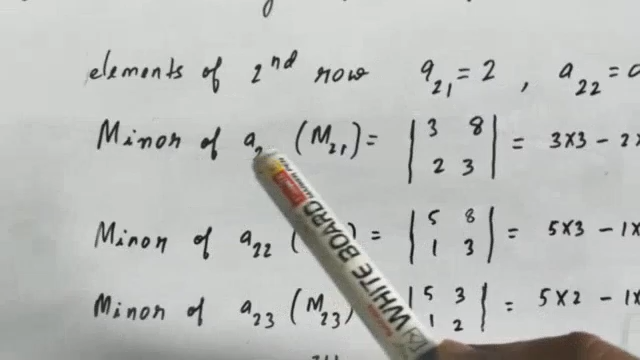 elements of 2nd row a21 = 2 , a22 =
Minor of a2 (M21) = | 3 8 | = 3×3 – 2
| 2 3 |
Minor of a22 ( ) = | 5 8 | = 5×3 – 1×
| 1 3 |
Minor of a23 (M23) | 5 3 | = 5×2 – 1×
| 1 2 |
WHITE BOARD